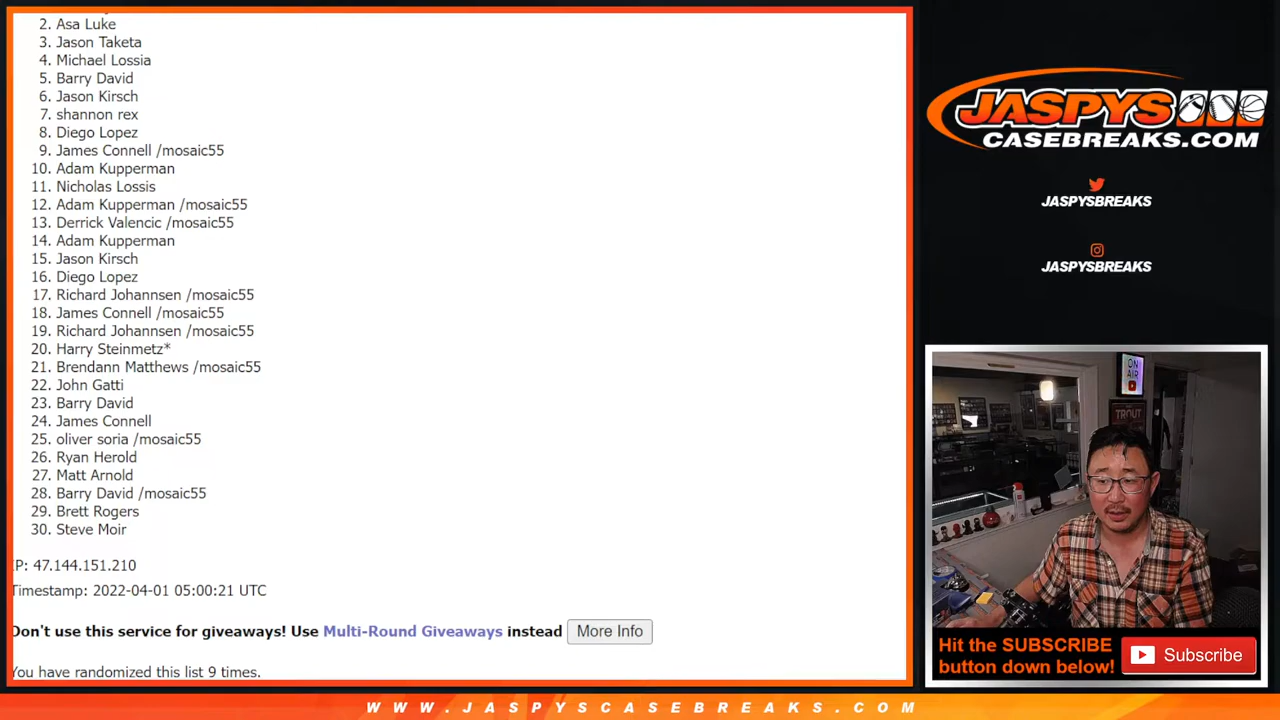 2. Asa Luke
3. Jason Taketa
4. Michael Lossia
5. Barry David
6. Jason Kirsch
7. shannon rex
8. Diego Lopez
9. James Connell /mosaic55
10. Adam Kupperman
11. Nicholas Lossis
12. Adam Kupperman /mosaic55
13. Derrick Valencic /mosaic55
14. Adam Kupperman
15. Jason Kirsch
16. Diego Lopez
17. Richard Johannsen /mosaic55
18. James Connell /mosaic55
19. Richard Johannsen /mosaic55
20. Harry Steinmetz*
21. Brendann Matthews /mosaic55
22. John Gatti
23. Barry David
24. James Connell
25. oliver soria /mosaic55
26. Ryan Herold
27. Matt Arnold
28. Barry David /mosaic55
29. Brett Rogers
30. Steve Moir
IP: 47.144.151.210
Timestamp: 2022-04-01 05:00:21 UTC
Don't use this service for giveaways! Use Multi-Round Giveaways instead More Info
You have randomized this list 9 times.
JASPYS
CASEBREAKS.COM
JASPYSBREAKS
JASPYSBREAKS
ON
AIR
TROUT
Hit the SUBSCRIBE
button down below!
Subscribe
WWW.JASPYSCASEBREAKS.COM